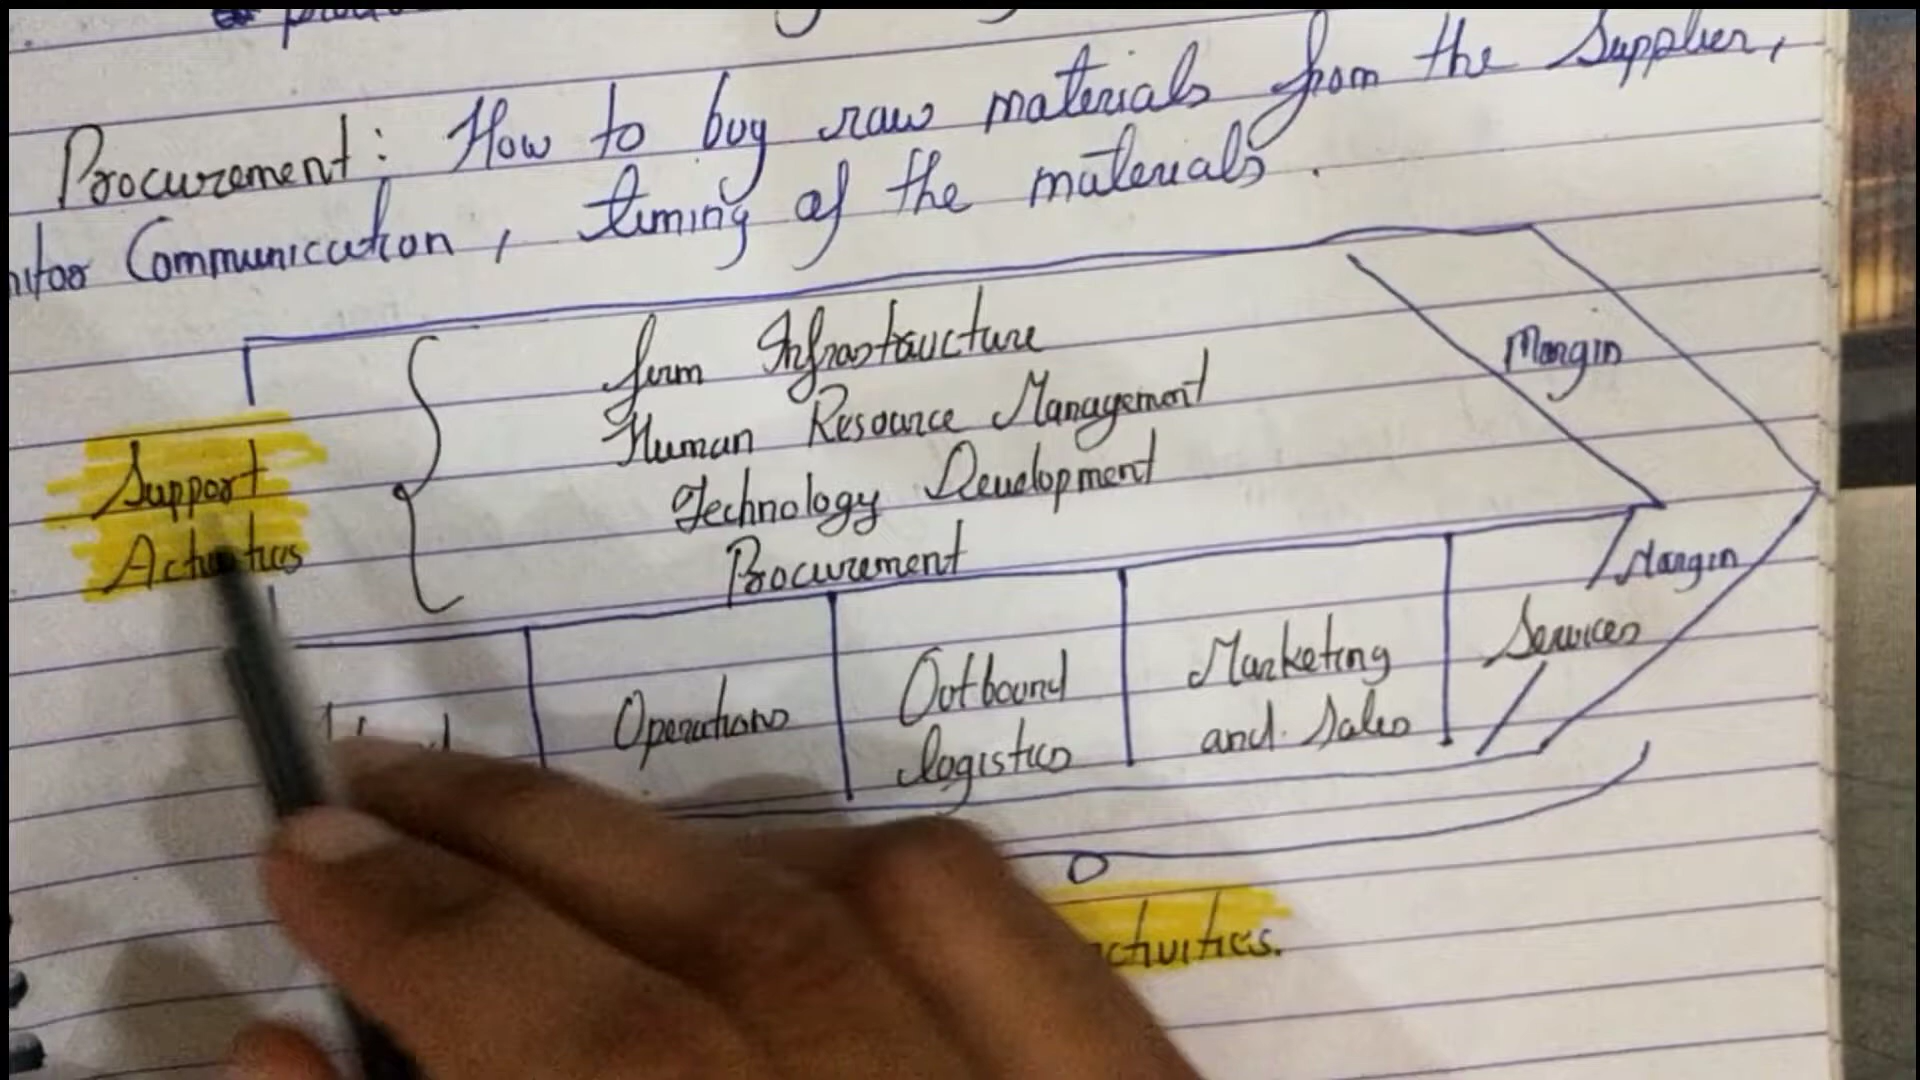 Procurement: How to buy raw materials from the Supplier,
Communication, timing of the materials.
firm Infrastructure
Human Resource Management
Technology Development
Procurement
Margin
Support
Activities
Margin
Operations
Outbound
logistics
Marketing
and Sales
Services